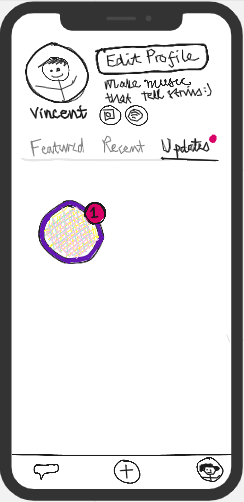 Edit Profile
Make music
that tell stories:)
Vincent
Featured Recent Updates
1